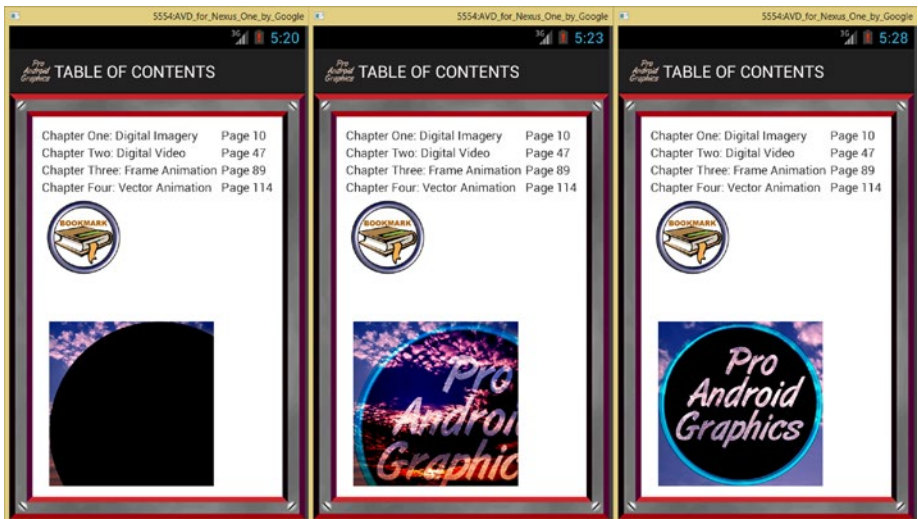 5554:AVD_for_Nexus_One_by_Google
3G 5:20
Pro Android Graphics TABLE OF CONTENTS
Chapter One: Digital Imagery Page 10
Chapter Two: Digital Video Page 47
Chapter Three: Frame Animation Page 89
Chapter Four: Vector Animation Page 114
BOOKMARK
5554:AVD_for_Nexus_One_by_Google
3G 5:23
Pro Android Graphics TABLE OF CONTENTS
Chapter One: Digital Imagery Page 10
Chapter Two: Digital Video Page 47
Chapter Three: Frame Animation Page 89
Chapter Four: Vector Animation Page 114
BOOKMARK
Pro
Androi
Graphic
5554:AVD_for_Nexus_One_by_Google
3G 5:28
Pro Android Graphics TABLE OF CONTENTS
Chapter One: Digital Imagery Page 10
Chapter Two: Digital Video Page 47
Chapter Three: Frame Animation Page 89
Chapter Four: Vector Animation Page 114
BOOKMARK
Pro
Android
Graphics